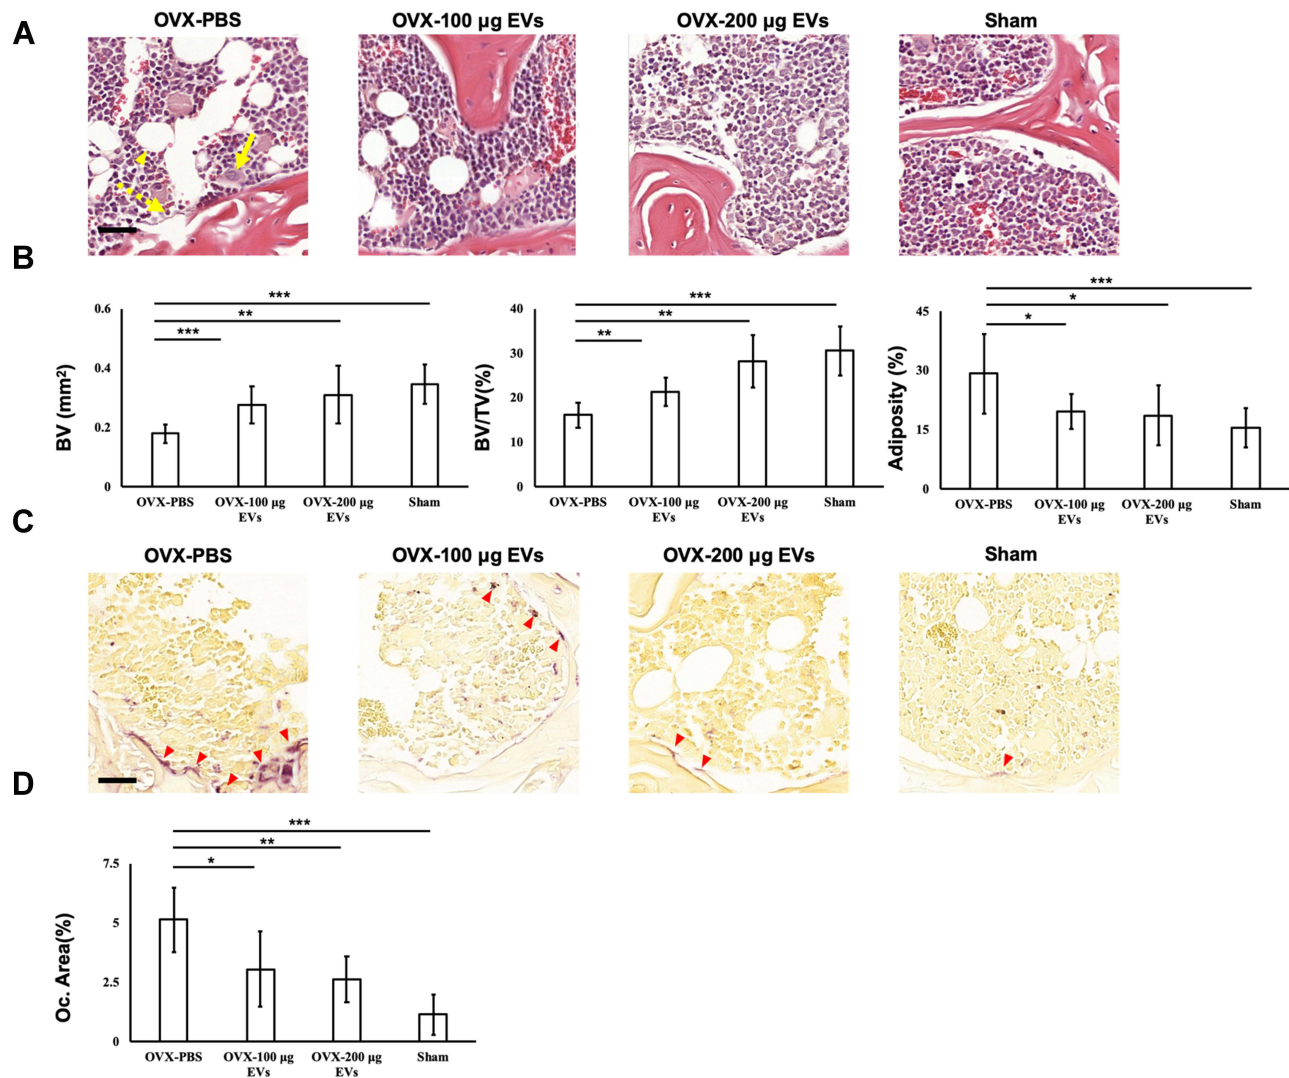 A
OVX-PBS
OVX-100 µg EVs
OVX-200 µg EVs
Sham
B
***
**
***
0.6
0.4
0.2
0
BV (mm²)
OVX-PBS
OVX-100 µg
EVs
OVX-200 µg
EVs
Sham
***
**
**
40
30
20
10
0
BV/TV(%)
OVX-PBS
OVX-100 µg
EVs
OVX-200 µg
EVs
Sham
***
*
*
45
30
15
0
Adiposity (%)
OVX-PBS
OVX-100 µg
EVs
OVX-200 µg
EVs
Sham
C
OVX-PBS
OVX-100 µg EVs
OVX-200 µg EVs
Sham
D
***
**
*
7.5
5
2.5
0
Oc. Area(%)
OVX-PBS
OVX-100 µg
EVs
OVX-200 µg
EVs
Sham